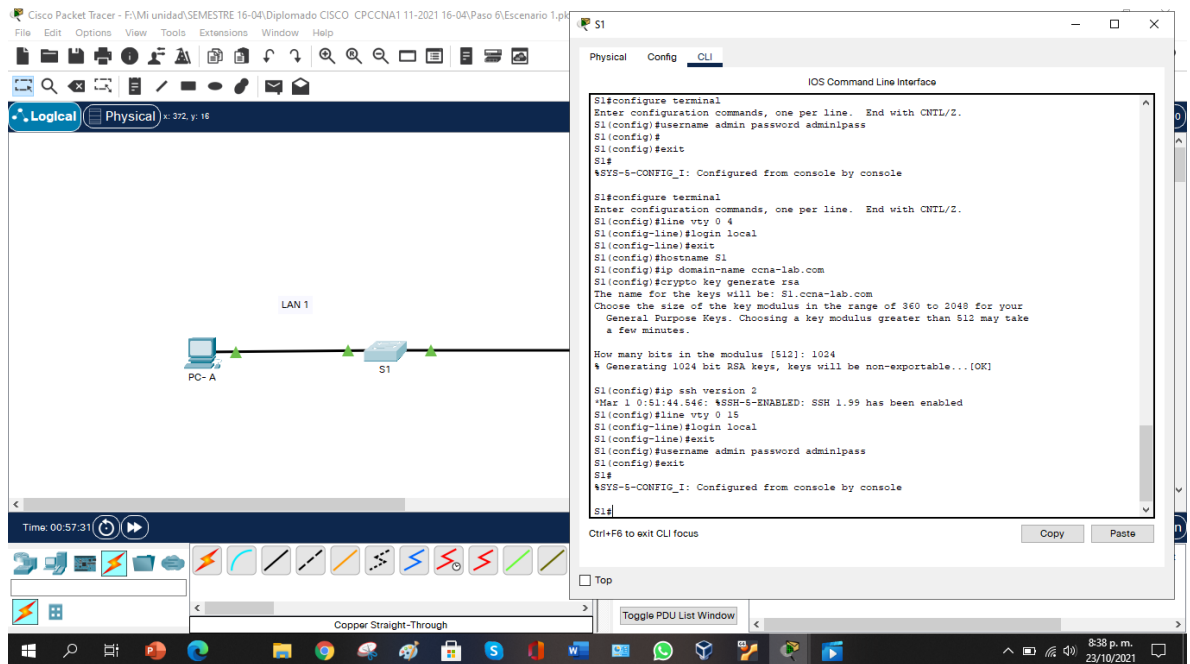 Cisco Packet Tracer - F:\Mi unidad\SEMESTRE 16-04\Diplomado CISCO CPCCNA1 11-2021 16-04\Paso 6\Escenario 1.pk
File Edit Options View Tools Extensions Window Help
Logical
Physical
x: 372, y: 16
LAN 1
PC- A
S1
Time: 00:57:31
Copper Straight-Through
S1
Physical Config CLI
IOS Command Line Interface
S1#configure terminal
Enter configuration commands, one per line. End with CNTL/Z.
S1(config)#username admin password admin1pass
S1(config)#
S1(config)#exit
S1#
%SYS-5-CONFIG_I: Configured from console by console
S1#configure terminal
Enter configuration commands, one per line. End with CNTL/Z.
S1(config)#line vty 0 4
S1(config-line)#login local
S1(config-line)#exit
S1(config)#hostname S1
S1(config)#ip domain-name ccna-lab.com
S1(config)#crypto key generate rsa
The name for the keys will be: S1.ccna-lab.com
Choose the size of the key modulus in the range of 360 to 2048 for your
General Purpose Keys. Choosing a key modulus greater than 512 may take
a few minutes.
How many bits in the modulus [512]: 1024
% Generating 1024 bit RSA keys, keys will be non-exportable...[OK]
S1(config)#ip ssh version 2
*Mar 1 0:51:44.546: %SSH-5-ENABLED: SSH 1.99 has been enabled
S1(config)#line vty 0 15
S1(config-line)#login local
S1(config-line)#exit
S1(config)#username admin password admin1pass
S1(config)#exit
S1#
%SYS-5-CONFIG_I: Configured from console by console
S1#
Ctrl+F6 to exit CLI focus
Copy
Paste
Top
Toggle PDU List Window
8:38 p. m.
23/10/2021